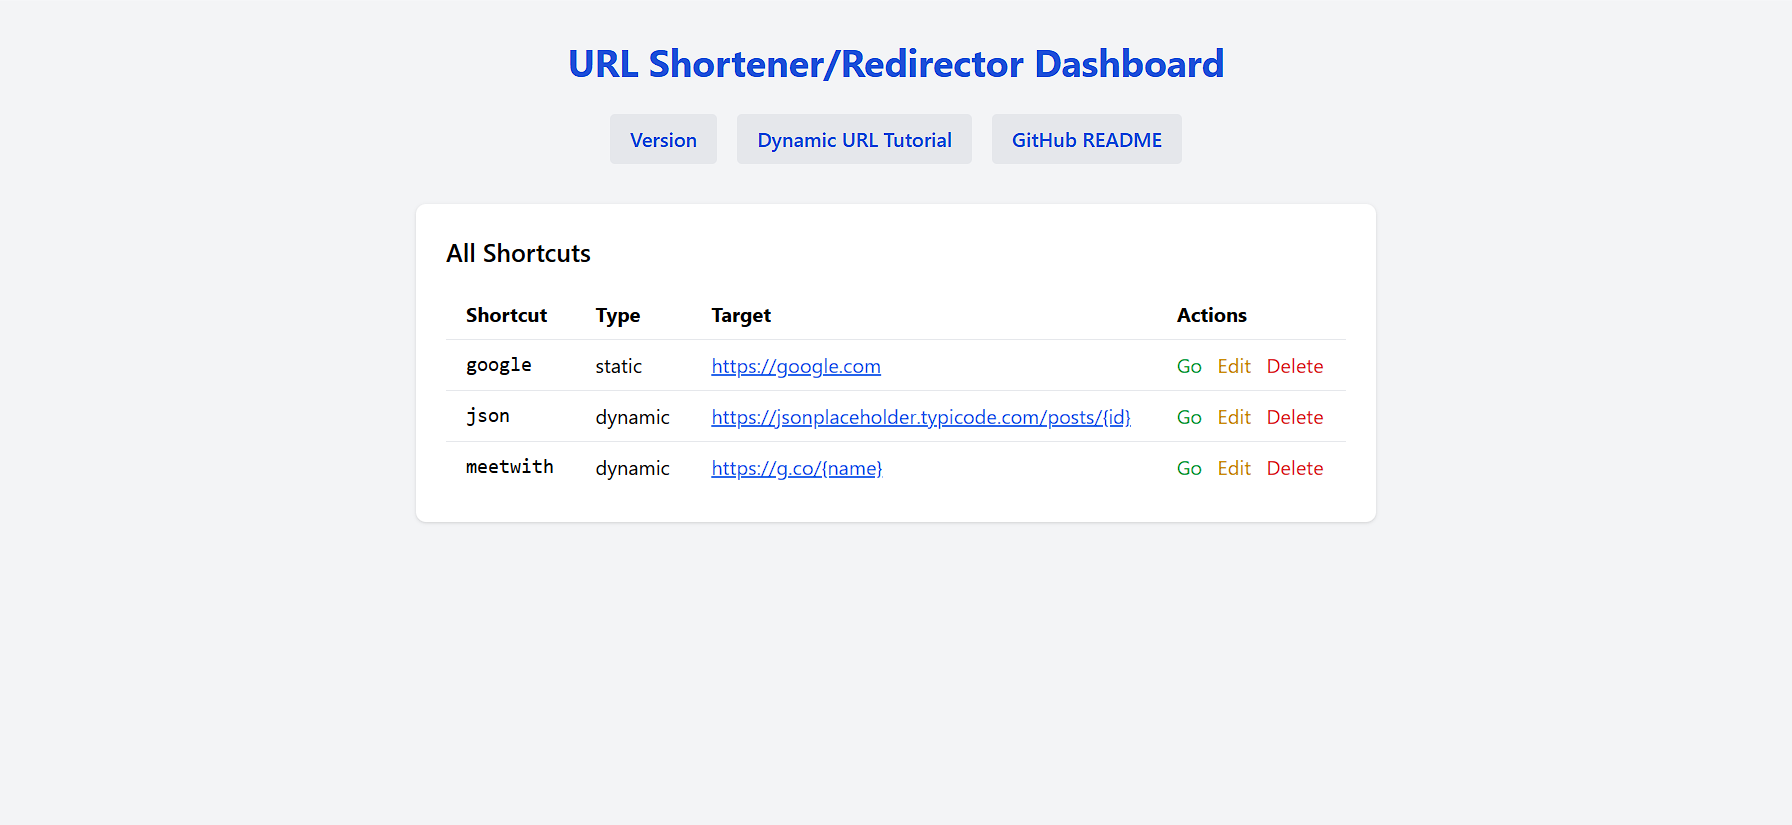 URL Shortener/Redirector Dashboard
Version Dynamic URL Tutorial GitHub README
All Shortcuts
Shortcut Type Target Actions
google static https://google.com Go Edit Delete
json dynamic https://jsonplaceholder.typicode.com/posts/{id} Go Edit Delete
meetwith dynamic https://g.co/{name} Go Edit Delete